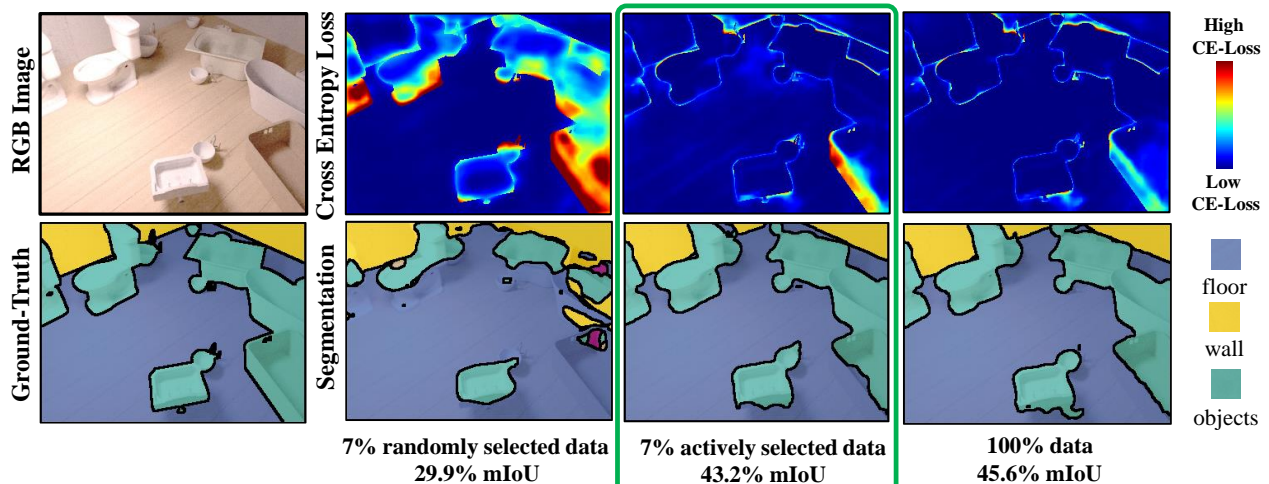 RGB Image
Cross Entropy Loss
High
CE-Loss
Low
CE-Loss
Ground-Truth
Segmentation
floor
wall
objects
7% randomly selected data
29.9% mIoU
7% actively selected data
43.2% mIoU
100% data
45.6% mIoU